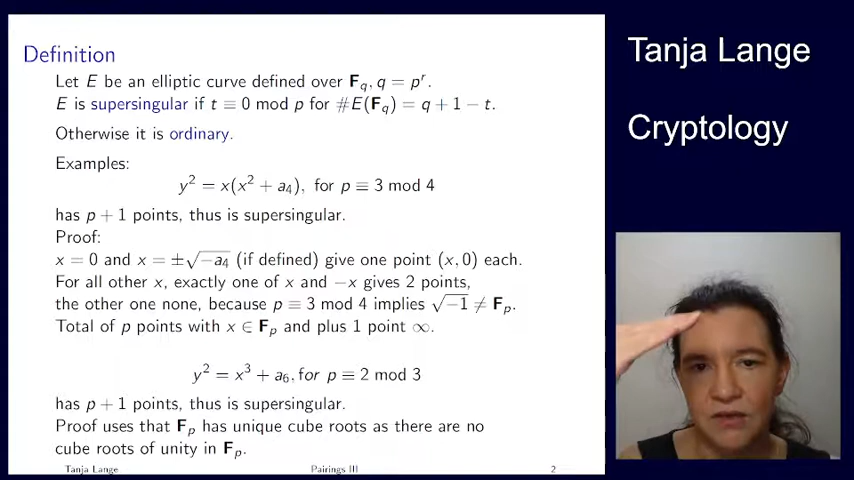 Definition
Let E be an elliptic curve defined over F_q, q = p^r.
E is supersingular if t ≡ 0 mod p for #E(F_q) = q + 1 − t.
Otherwise it is ordinary.
Examples:
y^2 = x(x^2 + a_4), for p ≡ 3 mod 4
has p + 1 points, thus is supersingular.
Proof:
x = 0 and x = ±√−a_4 (if defined) give one point (x, 0) each.
For all other x, exactly one of x and −x gives 2 points,
the other one none, because p ≡ 3 mod 4 implies √−1 ≠ F_p.
Total of p points with x ∈ F_p and plus 1 point ∞.
y^2 = x^3 + a_6, for p ≡ 2 mod 3
has p + 1 points, thus is supersingular.
Proof uses that F_p has unique cube roots as there are no
cube roots of unity in F_p.
Tanja Lange Pairings III 2
Tanja Lange
Cryptology